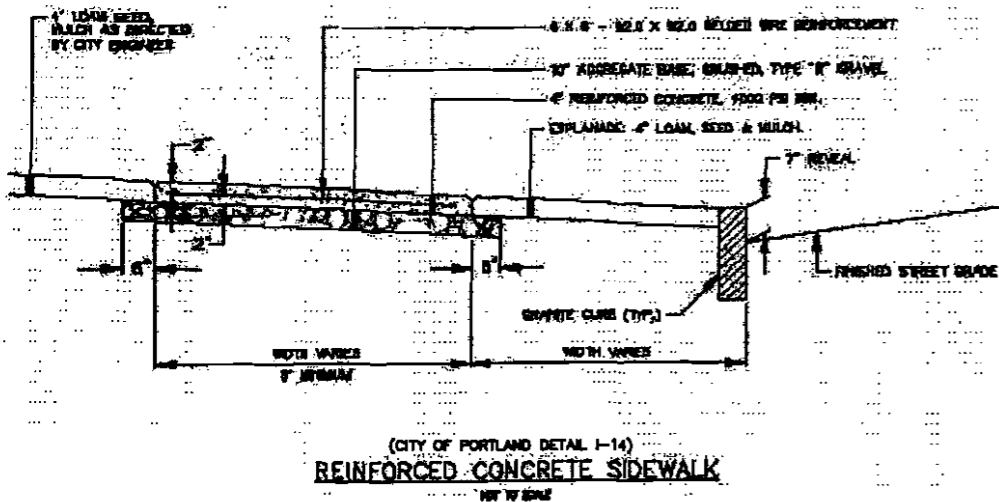 4" LOAM SEED,
MULCH AS DIRECTED
BY CITY ENGINEER
6 X 6" - W2.0 X W2.0 WELDED WIRE REINFORCEMENT
10" AGGREGATE BASE, CRUSHED, TYPE "B" GRAVEL
4" REINFORCED CONCRETE, 4000 PSI MIN.
ESPLANADE: 4" LOAM, SEED & MULCH.
7" REVEAL
2"
2"
6"
6"
FINISHED STREET GRADE
GRANITE CURB (TYP.)
WIDTH VARIES
WIDTH VARIES
MINIMUM
(CITY OF PORTLAND DETAIL I-14)
REINFORCED CONCRETE SIDEWALK
NOT TO SCALE